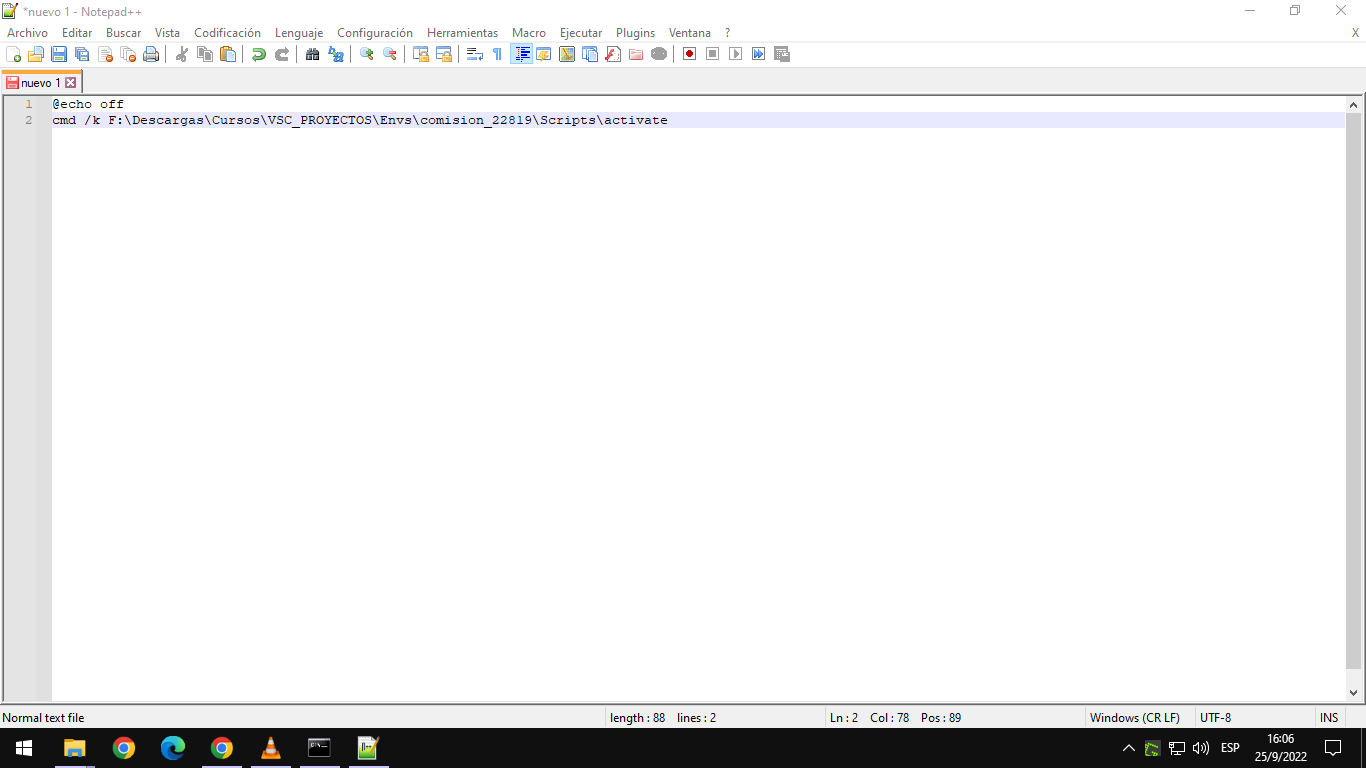 *nuevo 1 - Notepad++
Archivo Editar Buscar Vista Codificación Lenguaje Configuración Herramientas Macro Ejecutar Plugins Ventana ? X
nuevo 1
1 @echo off
2 cmd /k F:\Descargas\Cursos\VSC_PROYECTOS\Envs\comision_22819\Scripts\activate
Normal text file length : 88 lines : 2 Ln : 2 Col : 78 Pos : 89 Windows (CR LF) UTF-8 INS
ESP
16:06
25/9/2022